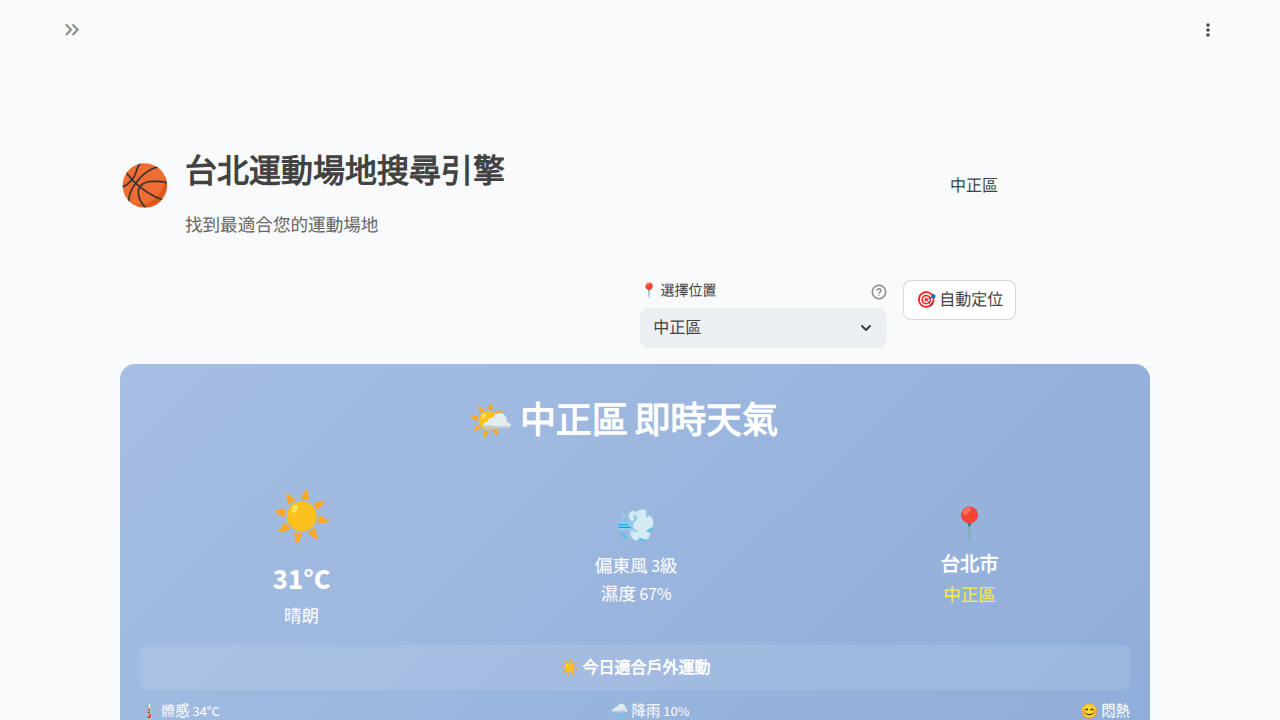 台北運動場地搜尋引擎
找到最適合您的運動場地
中正區
選擇位置
中正區
自動定位
中正區 即時天氣
31°C
晴朗
偏東風 3級
濕度 67%
台北市
中正區
今日適合戶外運動
體感 34°C
降雨 10%
悶熱